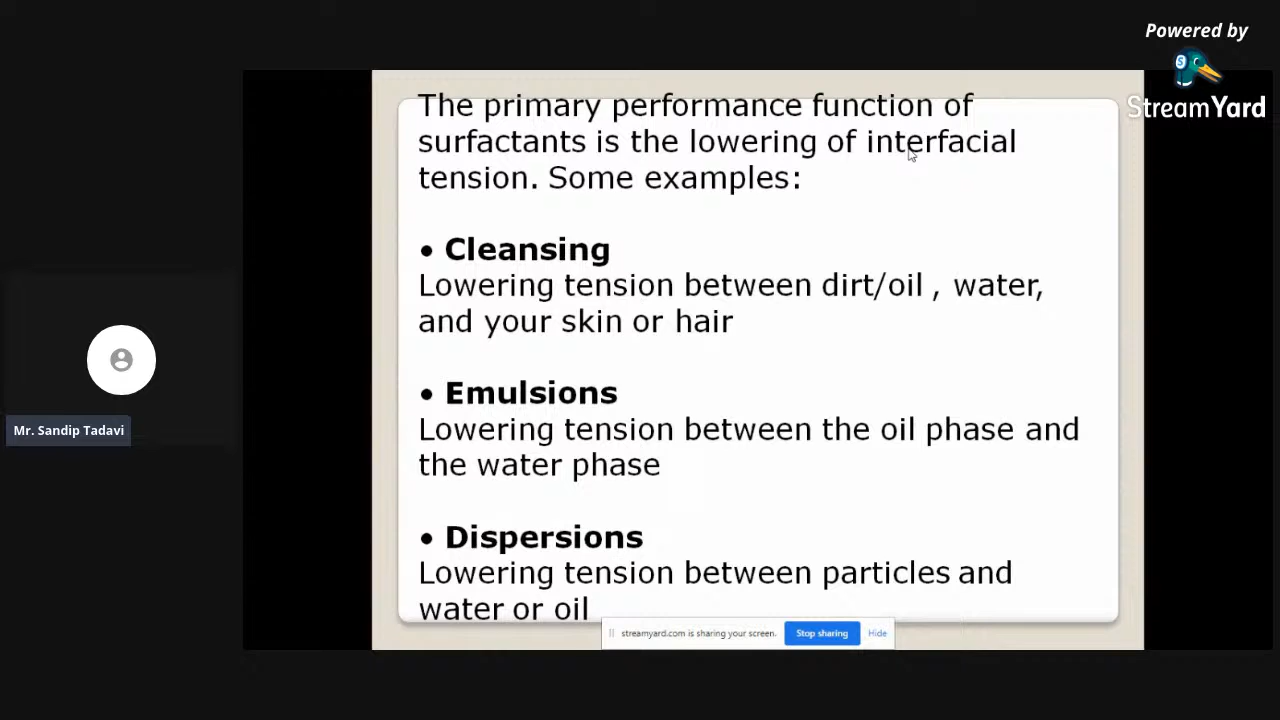 Powered by
StreamYard
The primary performance function of
surfactants is the lowering of interfacial
tension. Some examples:
• Cleansing
Lowering tension between dirt/oil , water,
and your skin or hair
• Emulsions
Lowering tension between the oil phase and
the water phase
• Dispersions
Lowering tension between particles and
water or oil
Mr. Sandip Tadavi
streamyard.com is sharing your screen. Stop sharing Hide